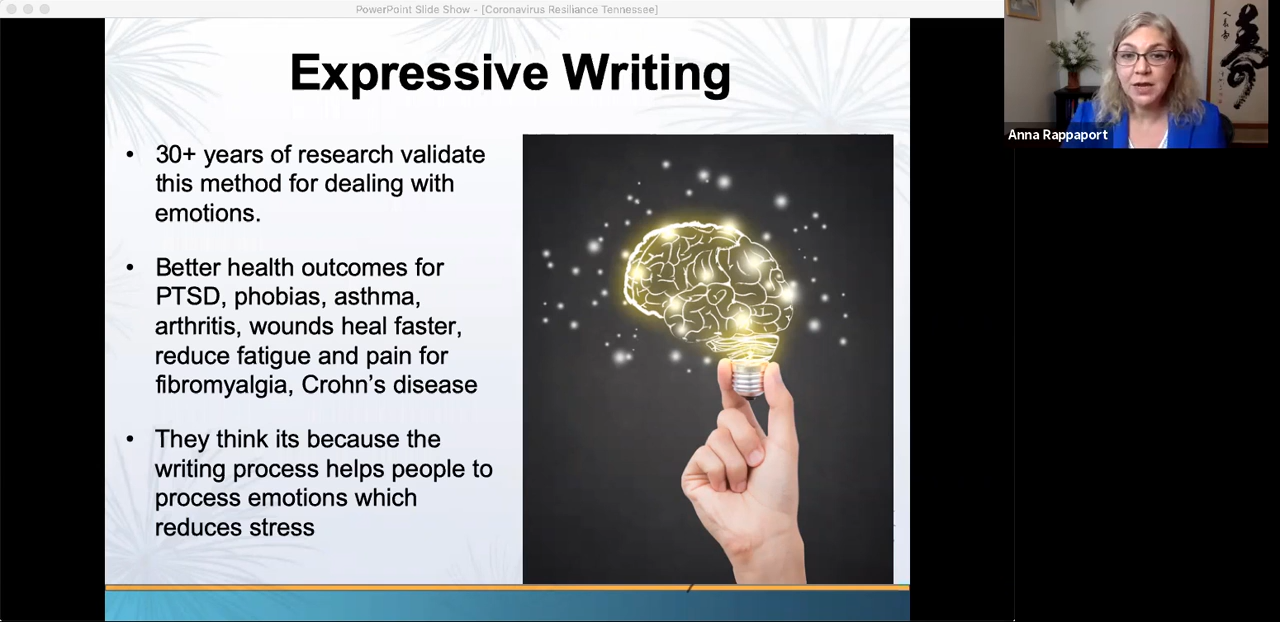 PowerPoint Slide Show - [Coronavirus Resiliance Tennessee]
Expressive Writing
• 30+ years of research validate
this method for dealing with
emotions.
• Better health outcomes for
PTSD, phobias, asthma,
arthritis, wounds heal faster,
reduce fatigue and pain for
fibromyalgia, Crohn’s disease
• They think its because the
writing process helps people to
process emotions which
reduces stress
Anna Rappaport